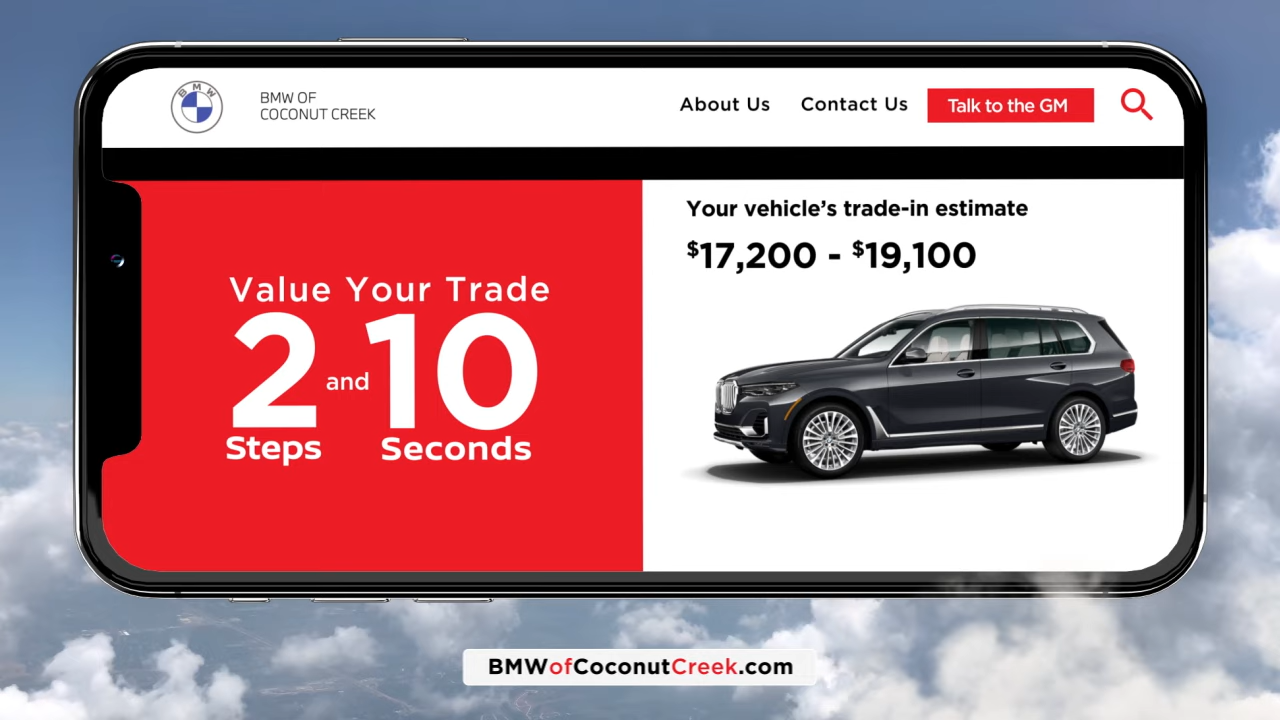 BMW
BMW OF
COCONUT CREEK
About Us
Contact Us
Talk to the GM
Value Your Trade
2 and 10
Steps Seconds
Your vehicle’s trade-in estimate
$17,200 - $19,100
BMWofCoconutCreek.com